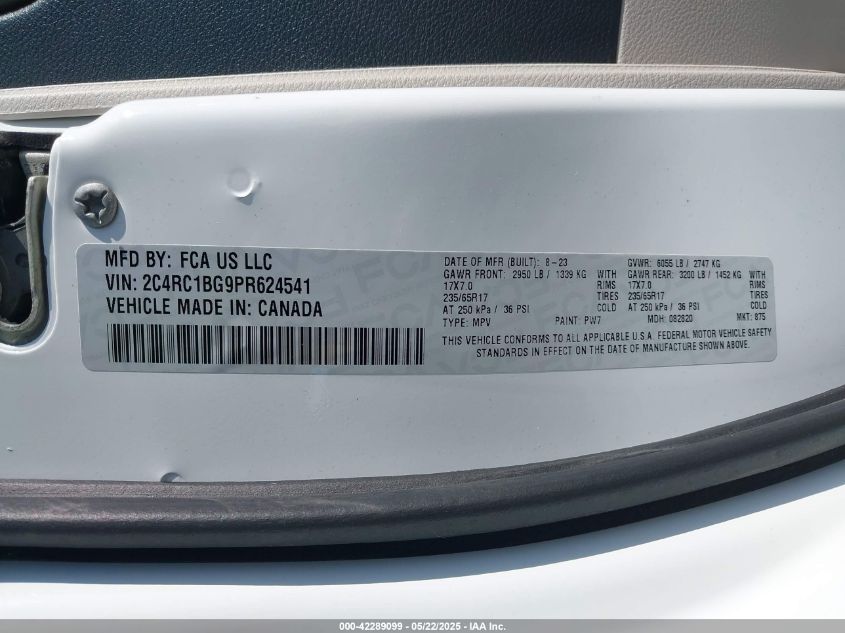 MFD BY: FCA US LLC
VIN: 2C4RC1BG9PR624541
VEHICLE MADE IN: CANADA
DATE OF MFR (BUILT): 8-23 GVWR: 6055 LB / 2747 KG
GAWR FRONT: 2950 LB / 1339 KG WITH GAWR REAR: 3200 LB / 1452 KG WITH
17X7.0 RIMS 17X7.0 RIMS
235/65R17 TIRES 235/65R17 TIRES
AT 250 kPa / 36 PSI COLD AT 250 kPa / 36 PSI COLD
TYPE: MPV PAINT: PW7 MDH: 082820 MKT: 875
THIS VEHICLE CONFORMS TO ALL APPLICABLE U.S.A. FEDERAL MOTOR VEHICLE SAFETY
STANDARDS IN EFFECT ON THE DATE OF MANUFACTURE SHOWN ABOVE.
000-42289099 - 05/22/2025 - IAA Inc.